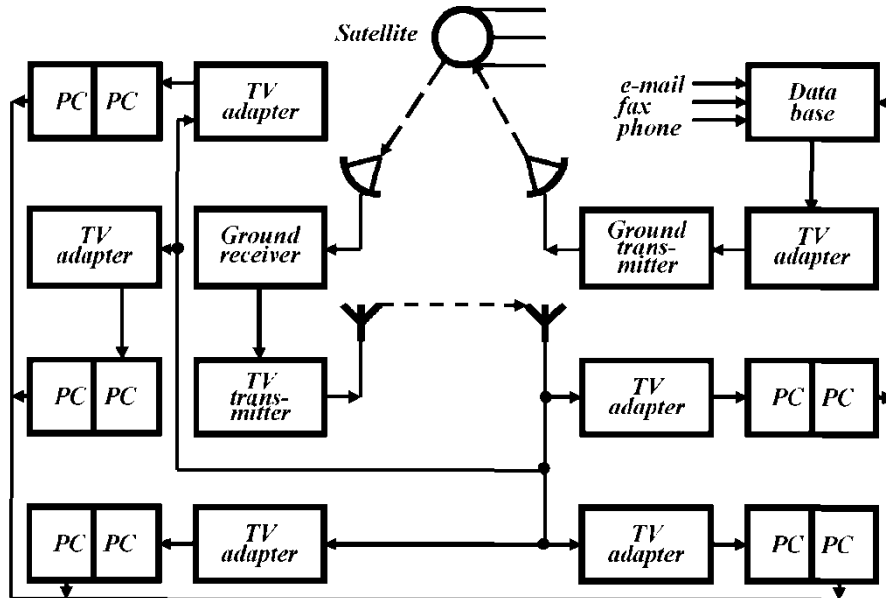 Satellite
PC PC
TV
adapter
e-mail
fax
phone
Data
base
TV
adapter
Ground
receiver
Ground
trans-
mitter
TV
adapter
PC PC
TV
trans-
mitter
TV
adapter
PC PC
PC PC
TV
adapter
TV
adapter
PC PC